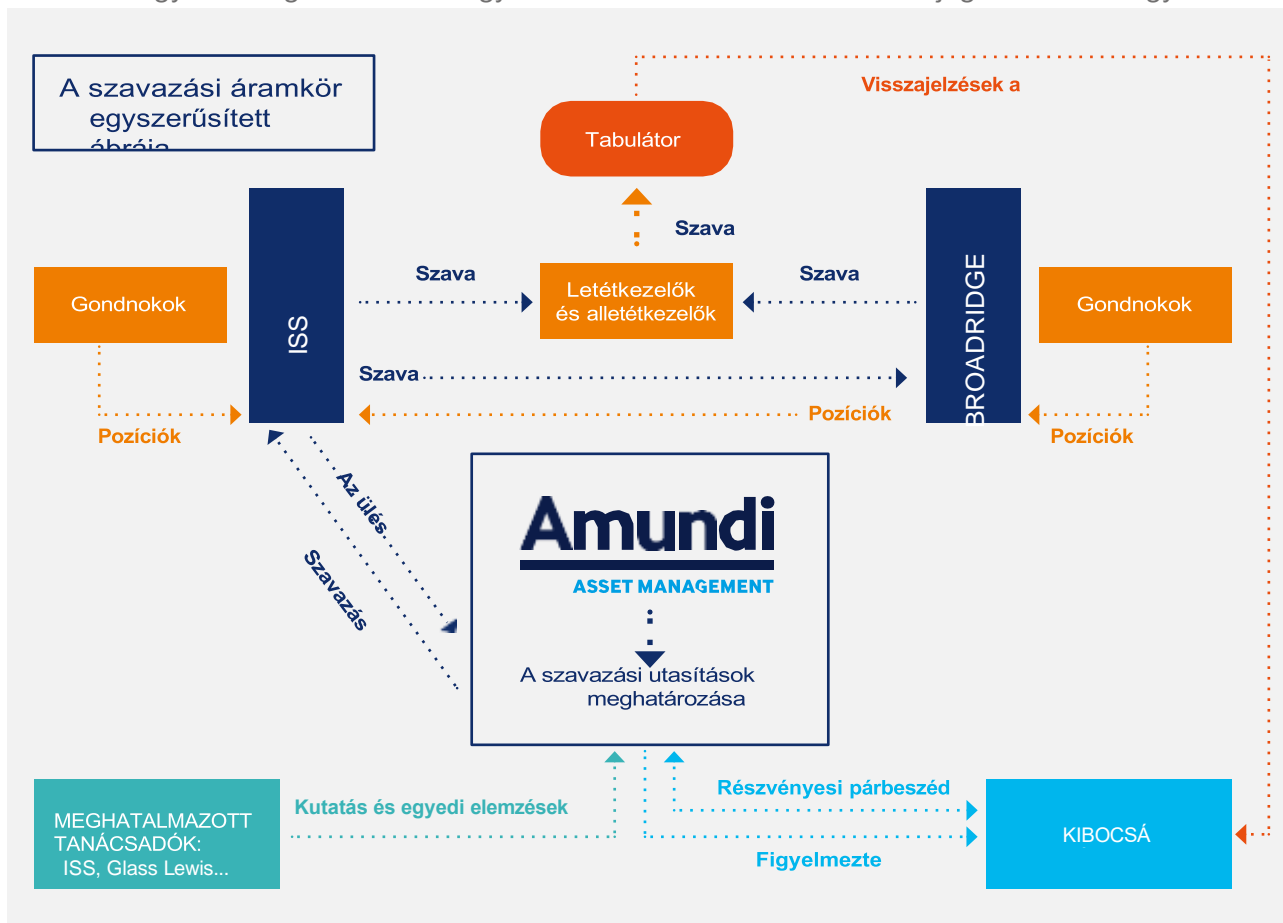 A szavazási áramkör
egyszerűsített
ábrája
Visszajelzések a
Tabulátor
Szava
Gondnokok
ISS
Szava
Letétkezelők
és alletétkezelők
Szava
BROADRIDGE
Gondnokok
Szava
Pozíciók
Pozíciók
Pozíciók
Az ülés
Szavazás
Amundi
ASSET MANAGEMENT
A szavazási utasítások
meghatározása
MEGHATALMAZOTT
TANÁCSADÓK:
ISS, Glass Lewis...
Kutatás és egyedi elemzések
Részvényesi párbeszéd
Figyelmezte
KIBOCSÁ